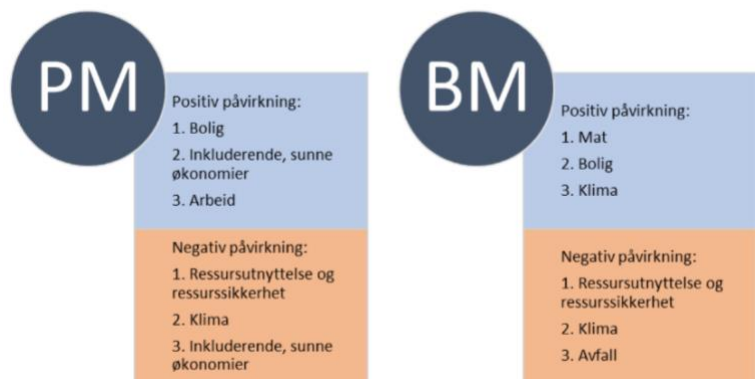 PM
Positiv påvirkning:
1. Bolig
2. Inkluderende, sunne
økonomier
3. Arbeid
Negativ påvirkning:
1. Ressursutnyttelse og
ressurssikkerhet
2. Klima
3. Inkluderende, sunne
økonomier
BM
Positiv påvirkning:
1. Mat
2. Bolig
3. Klima
Negativ påvirkning:
1. Ressursutnyttelse og
ressurssikkerhet
2. Klima
3. Avfall